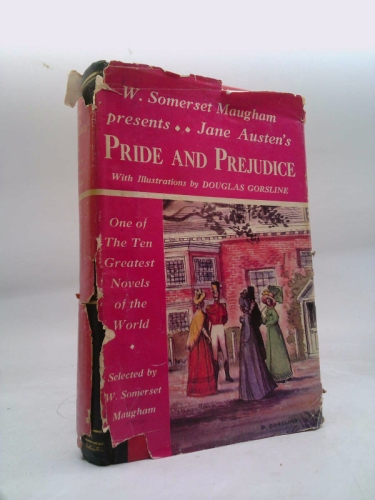 W. Somerset Maugham
presents .. Jane Austen's
PRIDE AND PREJUDICE
With Illustrations by DOUGLAS GORSLINE
One of
The Ten
Greatest
Novels
of the
World
•
Selected by
W. Somerset
Maugham